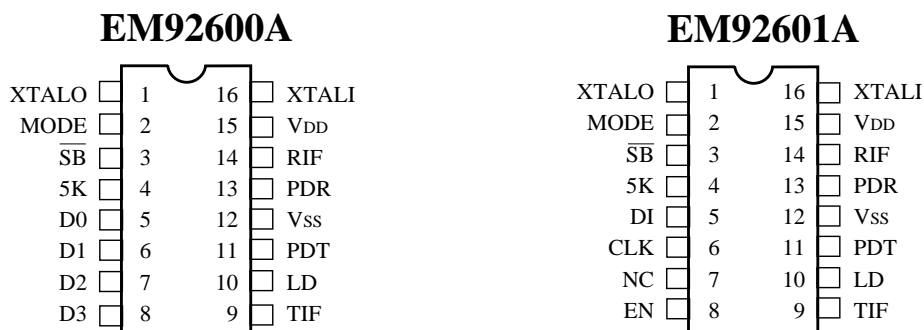 EM92600A
XTALO 1 16 XTALI
MODE 2 15 VDD
SB 3 14 RIF
5K 4 13 PDR
D0 5 12 VSS
D1 6 11 PDT
D2 7 10 LD
D3 8 9 TIF
EM92601A
XTALO 1 16 XTALI
MODE 2 15 VDD
SB 3 14 RIF
5K 4 13 PDR
DI 5 12 VSS
CLK 6 11 PDT
NC 7 10 LD
EN 8 9 TIF